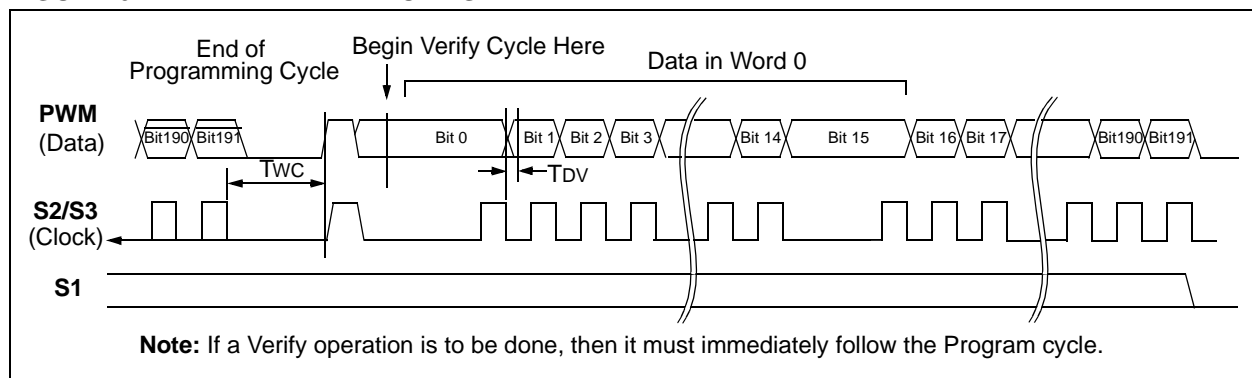 End of
Programming Cycle
Begin Verify Cycle Here
Data in Word 0
PWM
(Data)
Bit190 Bit191 Bit 0 Bit 1 Bit 2 Bit 3 Bit 14 Bit 15 Bit 16 Bit 17 Bit190 Bit191
TWC
TDV
S2/S3
(Clock)
S1
Note: If a Verify operation is to be done, then it must immediately follow the Program cycle.